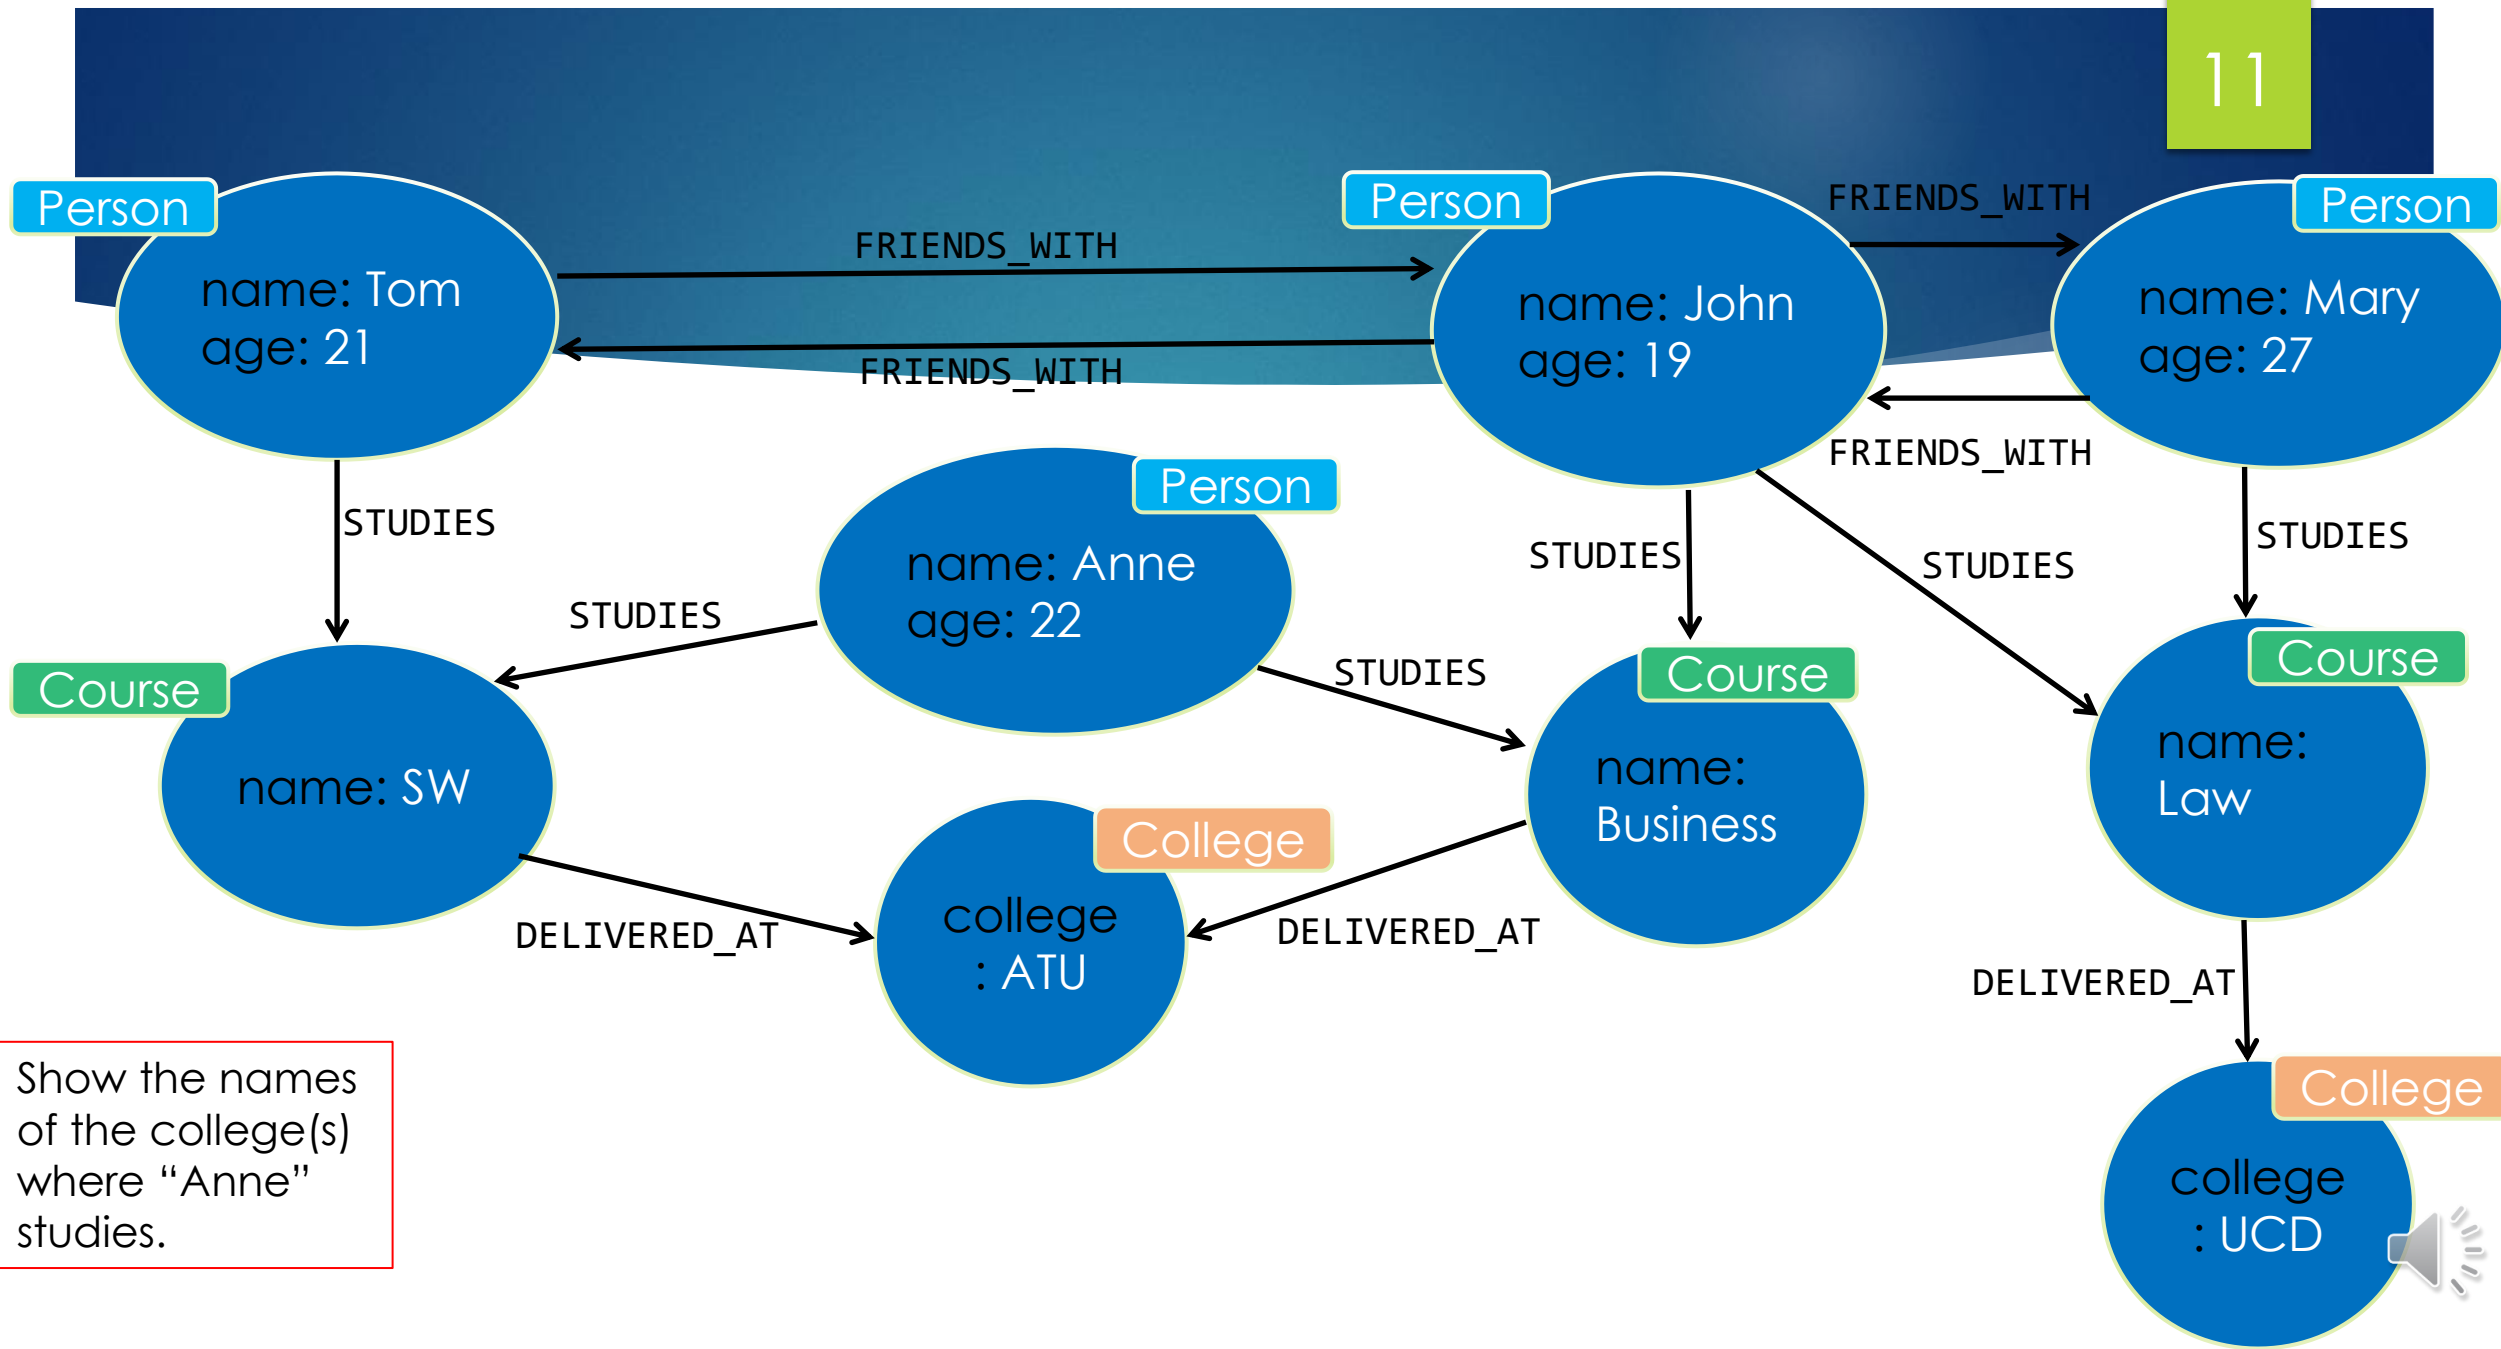 11
Person
name: Tom
age: 21
FRIENDS_WITH
FRIENDS_WITH
Person
name: John
age: 19
FRIENDS_WITH
FRIENDS_WITH
Person
name: Mary
age: 27
STUDIES
Person
name: Anne
age: 22
STUDIES
STUDIES
STUDIES
STUDIES
STUDIES
Course
name: SW
Course
name:
Business
Course
name:
Law
DELIVERED_AT
College
college
: ATU
DELIVERED_AT
DELIVERED_AT
College
college
: UCD
Show the names
of the college(s)
where “Anne”
studies.